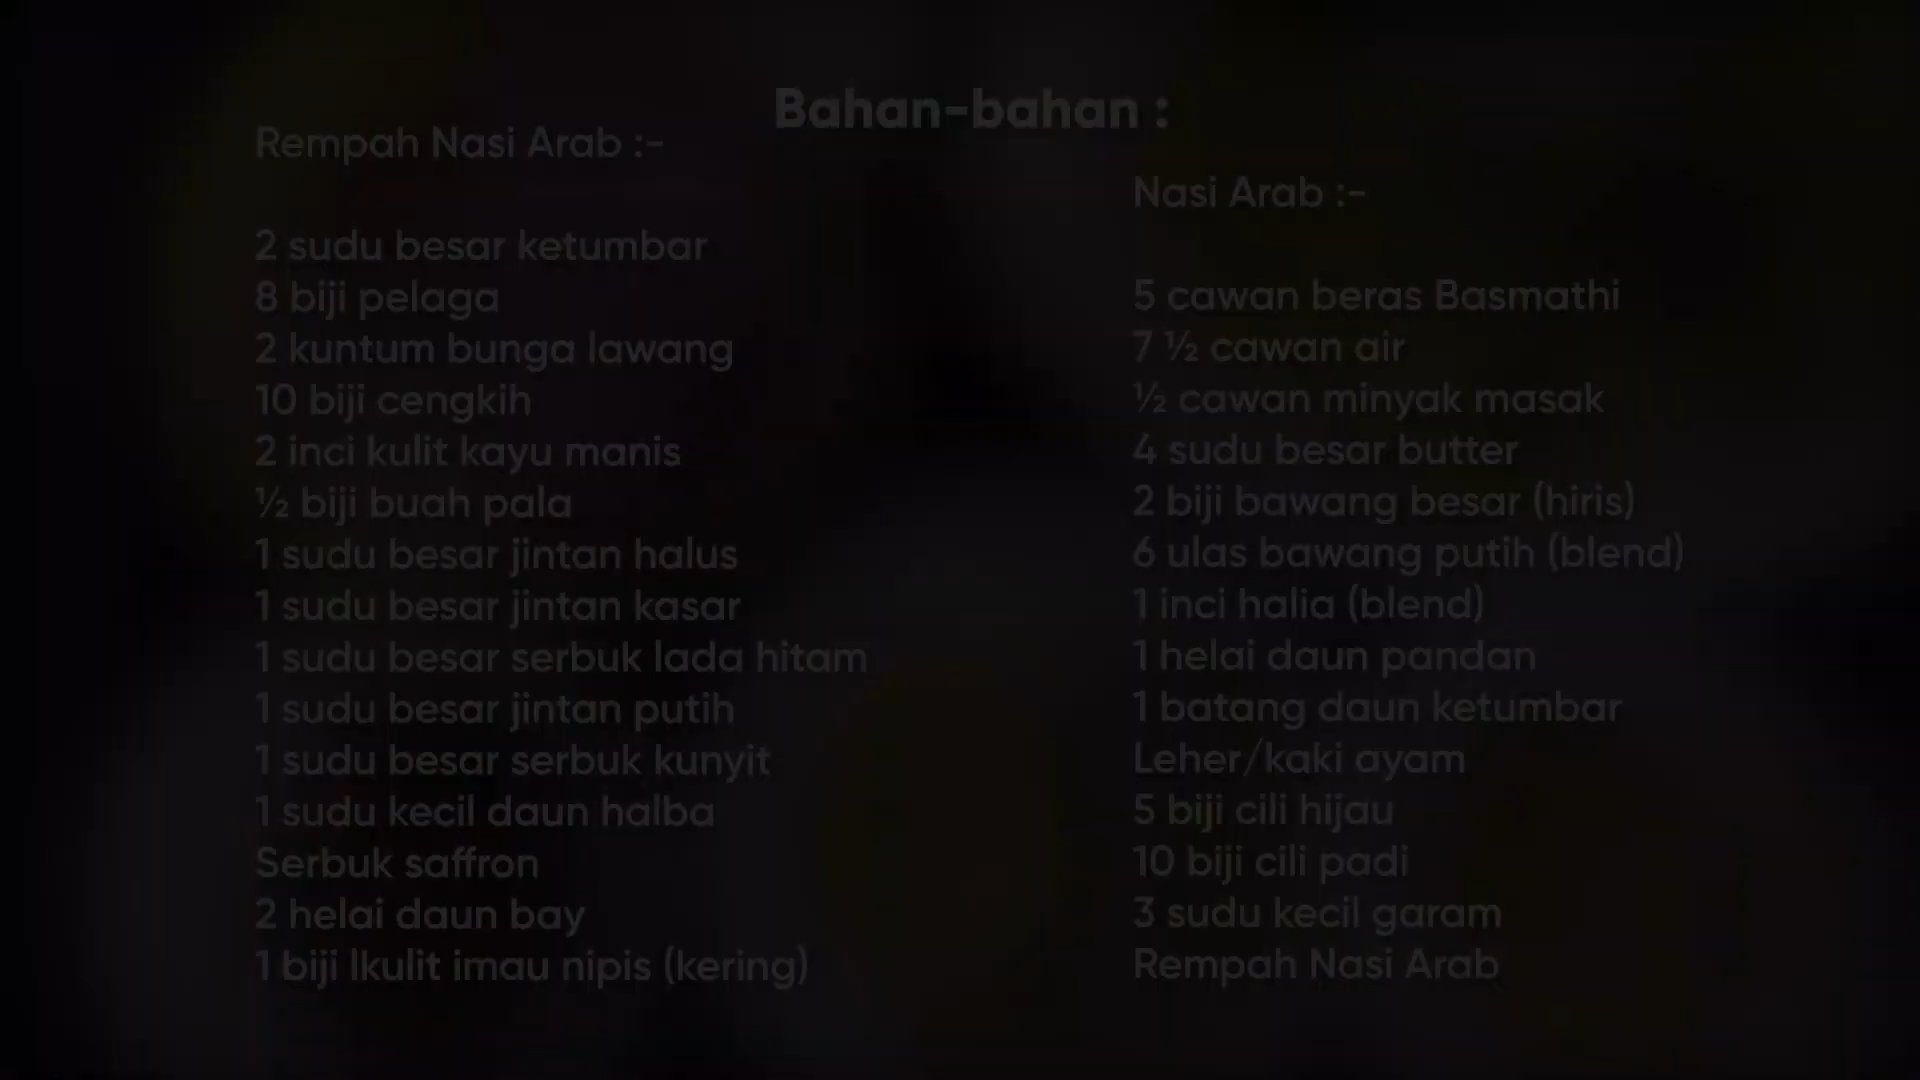 Bahan-bahan :
Rempah Nasi Arab :-
2 sudu besar ketumbar
8 biji pelaga
2 kuntum bunga lawang
10 biji cengkih
2 inci kulit kayu manis
½ biji buah pala
1 sudu besar jintan halus
1 sudu besar jintan kasar
1 sudu besar serbuk lada hitam
1 sudu besar jintan putih
1 sudu besar serbuk kunyit
1 sudu kecil daun halba
Serbuk saffron
2 helai daun bay
1 biji lkulit imau nipis (kering)
Nasi Arab :-
5 cawan beras Basmathi
7 ½ cawan air
½ cawan minyak masak
4 sudu besar butter
2 biji bawang besar (hiris)
6 ulas bawang putih (blend)
1 inci halia (blend)
1 helai daun pandan
1 batang daun ketumbar
Leher/kaki ayam
5 biji cili hijau
10 biji cili padi
3 sudu kecil garam
Rempah Nasi Arab